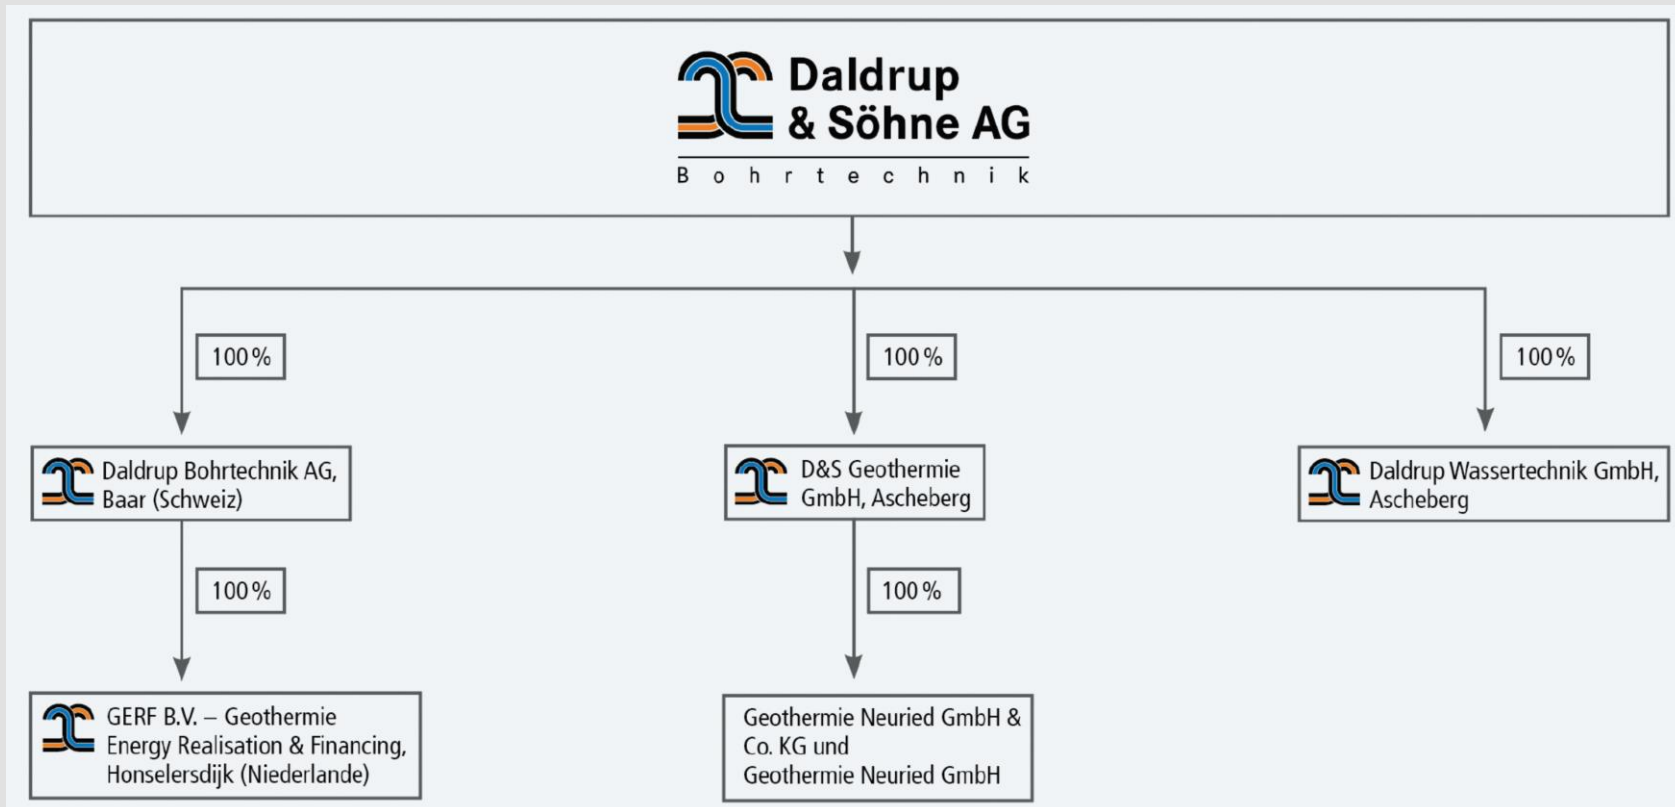 Daldrup
& Söhne AG
Bohrtechnik
100%
100%
100%
Daldrup Bohrtechnik AG,
Baar (Schweiz)
D&S Geothermie
GmbH, Ascheberg
Daldrup Wassertechnik GmbH,
Ascheberg
100%
100%
GERF B.V. – Geothermie
Energy Realisation & Financing,
Honselersdijk (Niederlande)
Geothermie Neuried GmbH &
Co. KG und
Geothermie Neuried GmbH